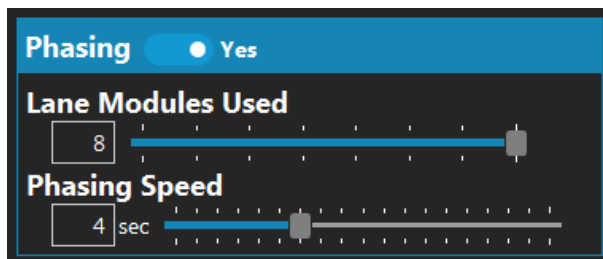 Phasing Yes
Lane Modules Used
8
Phasing Speed
4 sec